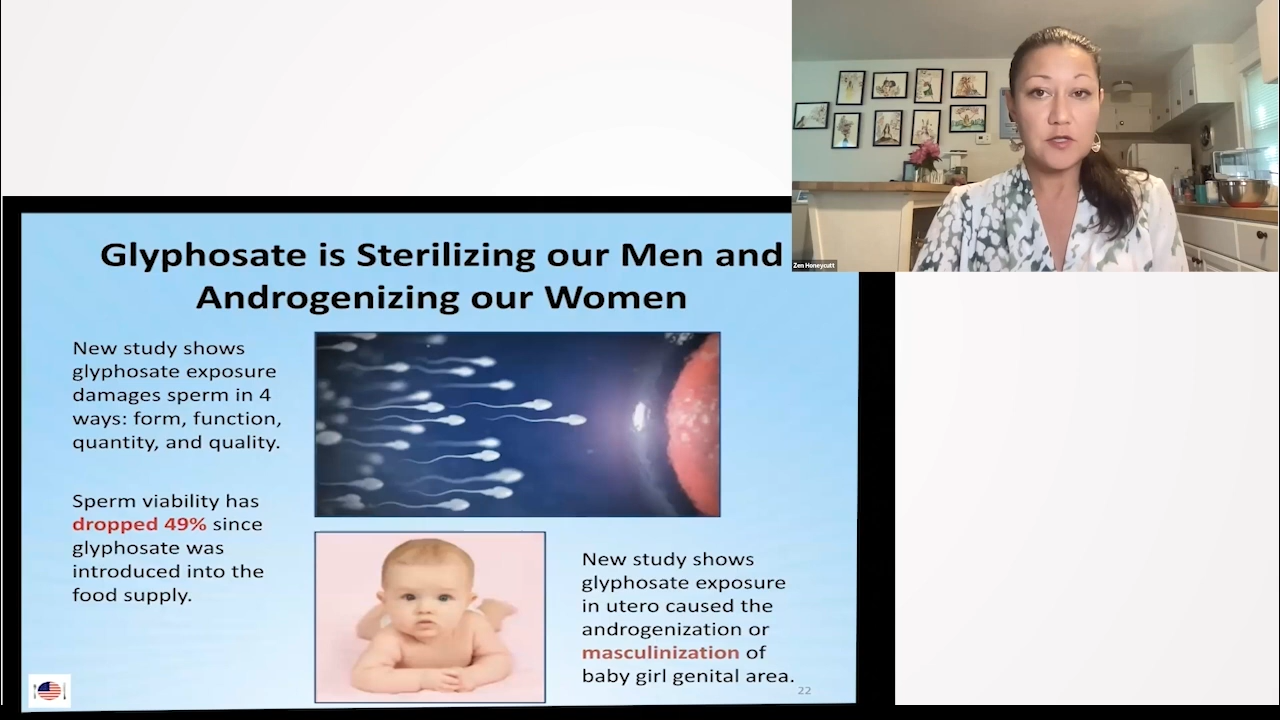 Zen Honeycutt
Glyphosate is Sterilizing our Men and
Androgenizing our Women
New study shows
glyphosate exposure
damages sperm in 4
ways: form, function,
quantity, and quality.
Sperm viability has
dropped 49% since
glyphosate was
introduced into the
food supply.
New study shows
glyphosate exposure
in utero caused the
androgenization or
masculinization of
baby girl genital area.
22